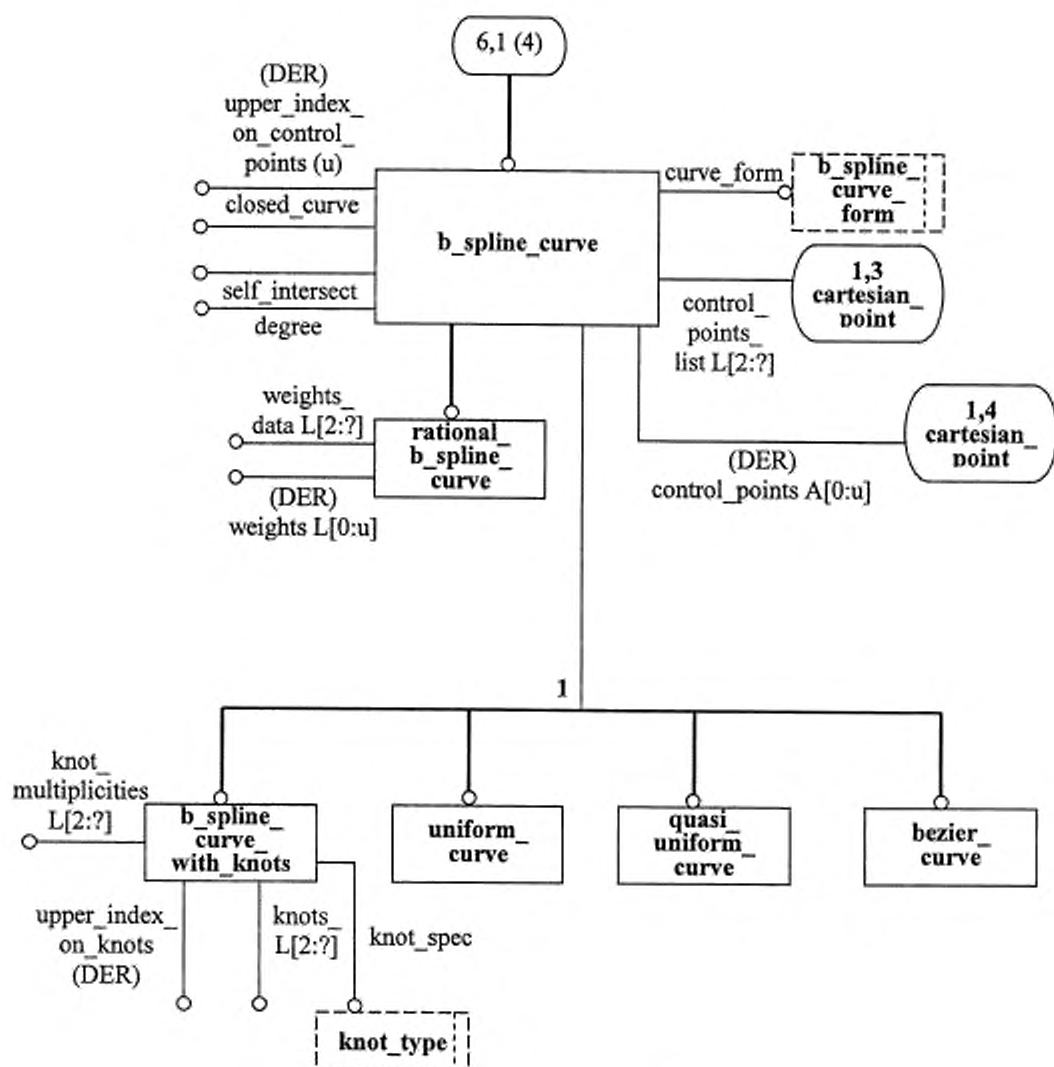 6,1 (4)
(DER)
upper_index_
on_control_
points (u)
closed_curve
self_intersect
degree
b_spline_curve
curve_form
b_spline_
curve_
form
1,3
cartesian_
point
control_
points_
list L[2:?]
1,4
cartesian_
point
(DER)
control_points A[0:u]
weights_
data L[2:?]
(DER)
weights L[0:u]
rational_
b_spline_
curve
1
knot_
multiplicities
L[2:?]
b_spline_
curve_
with_knots
uniform_
curve
quasi_
uniform_
curve
bezier_
curve
upper_index_
on_knots
(DER)
knots_
L[2:?]
knot_spec
knot_type